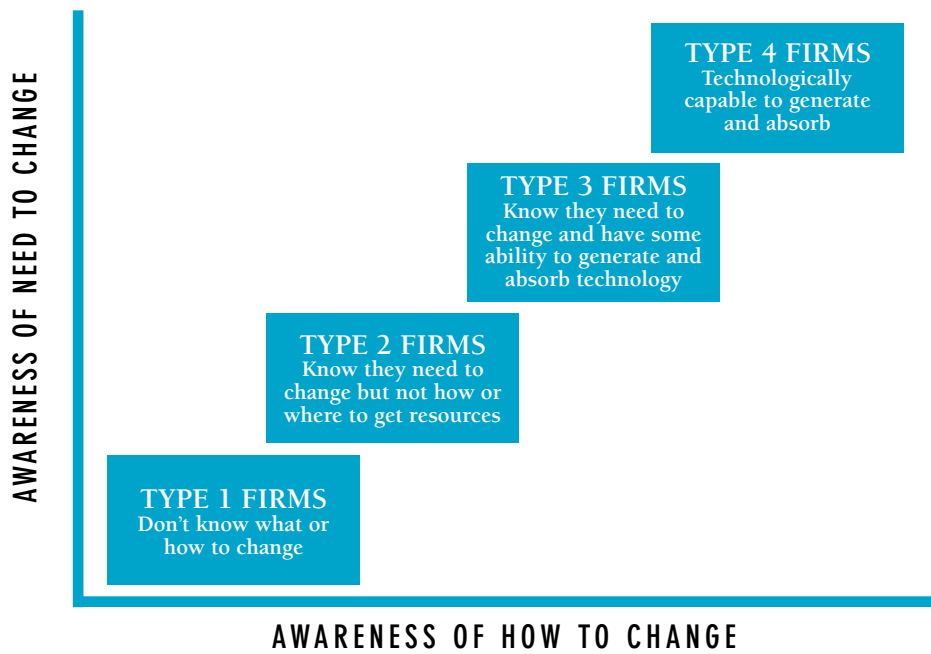 AWARENESS OF NEED TO CHANGE
TYPE 4 FIRMS
Technologically
capable to generate
and absorb
TYPE 3 FIRMS
Know they need to
change and have some
ability to generate and
absorb technology
TYPE 2 FIRMS
Know they need to
change but not how or
where to get resources
TYPE 1 FIRMS
Don’t know what or
how to change
AWARENESS OF HOW TO CHANGE